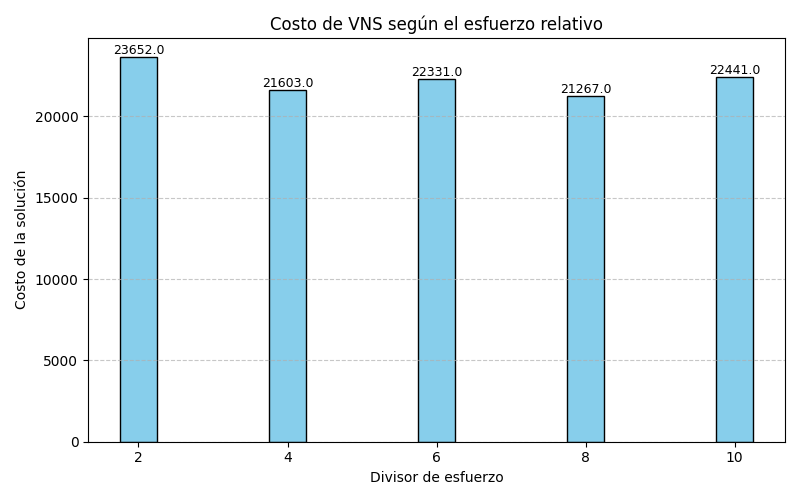 Costo de VNS según el esfuerzo relativo
23652.0
21603.0
22331.0
21267.0
22441.0
20000
15000
10000
5000
0
Costo de la solución
2 4 6 8 10
Divisor de esfuerzo